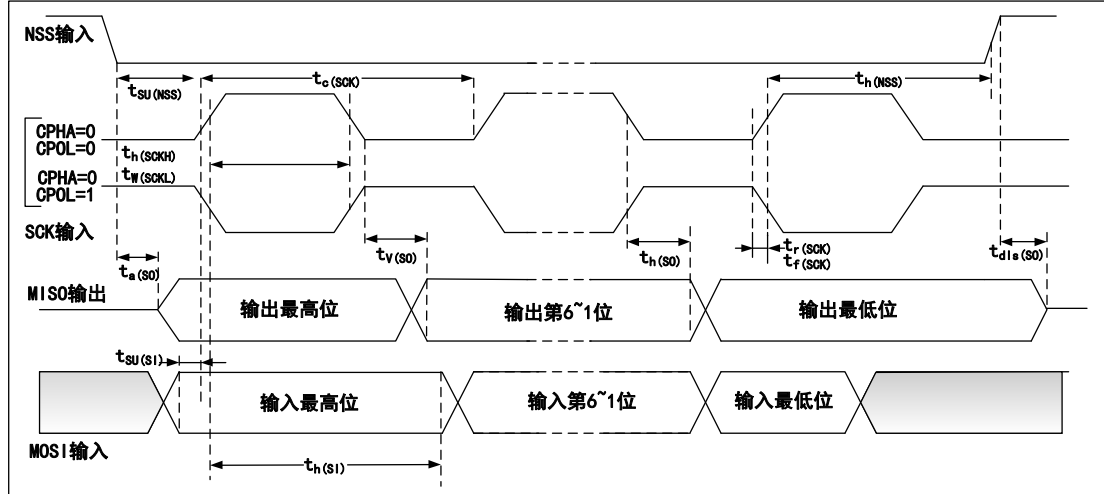 NSS输入
tSU(NSS)
tc(SCK)
th(NSS)
CPHA=0
CPOL=0
th(SCKH)
CPHA=0
CPOL=1
tW(SCKL)
SCK输入
ta(SO)
tV(SO)
th(SO)
tr(SCK)
tf(SCK)
tdis(SO)
MISO输出
输出最高位
输出第6~1位
输出最低位
tSU(SI)
输入最高位
输入第6~1位
输入最低位
MOSI输入
th(SI)